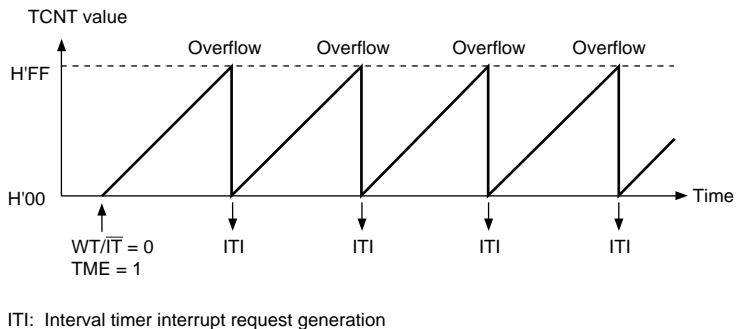 TCNT value
Overflow Overflow Overflow Overflow
H'FF
H'00
Time
WT/I̅T̅ = 0
TME = 1
ITI ITI ITI ITI
ITI: Interval timer interrupt request generation